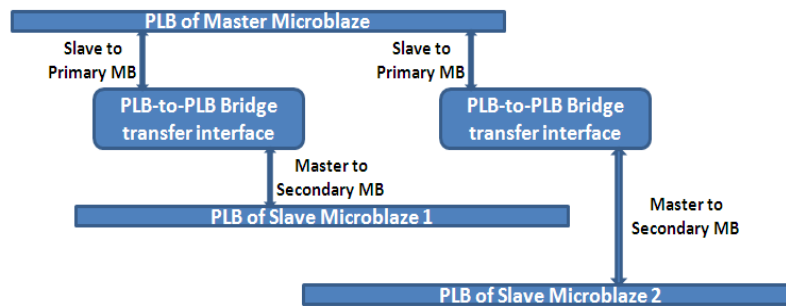 PLB of Master Microblaze
Slave to
Primary MB
Slave to
Primary MB
PLB-to-PLB Bridge
transfer interface
PLB-to-PLB Bridge
transfer interface
Master to
Secondary MB
Master to
Secondary MB
PLB of Slave Microblaze 1
PLB of Slave Microblaze 2